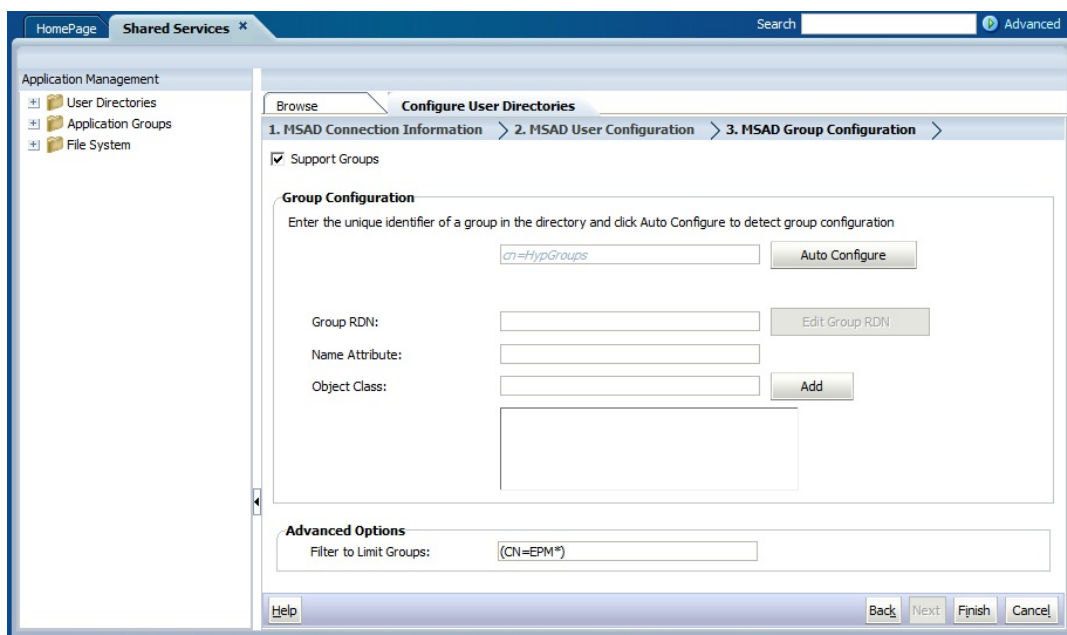 HomePage
Shared Services ×
Search
Advanced
Application Management
User Directories
Application Groups
File System
Browse
Configure User Directories
1. MSAD Connection Information
2. MSAD User Configuration
3. MSAD Group Configuration
Support Groups
Group Configuration
Enter the unique identifier of a group in the directory and click Auto Configure to detect group configuration
cn=HypGroups
Auto Configure
Group RDN:
Edit Group RDN
Name Attribute:
Object Class:
Add
Advanced Options
Filter to Limit Groups:
(CN=EPM*)
Help
Back
Next
Finish
Cancel